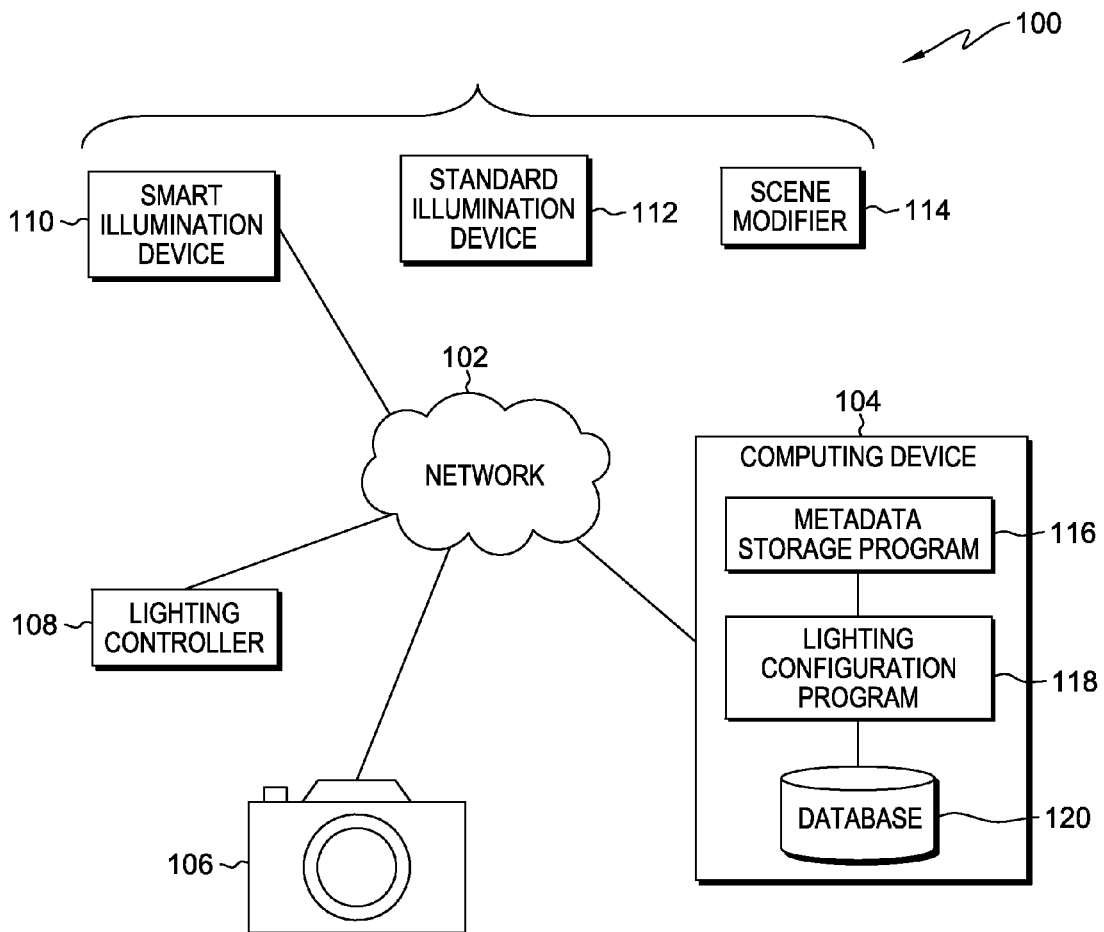 100
SMART
ILLUMINATION
DEVICE
110
STANDARD
ILLUMINATION
DEVICE
112
SCENE
MODIFIER
114
102
NETWORK
104
COMPUTING DEVICE
METADATA
STORAGE PROGRAM
116
LIGHTING
CONFIGURATION
PROGRAM
118
DATABASE
120
108
LIGHTING
CONTROLLER
106